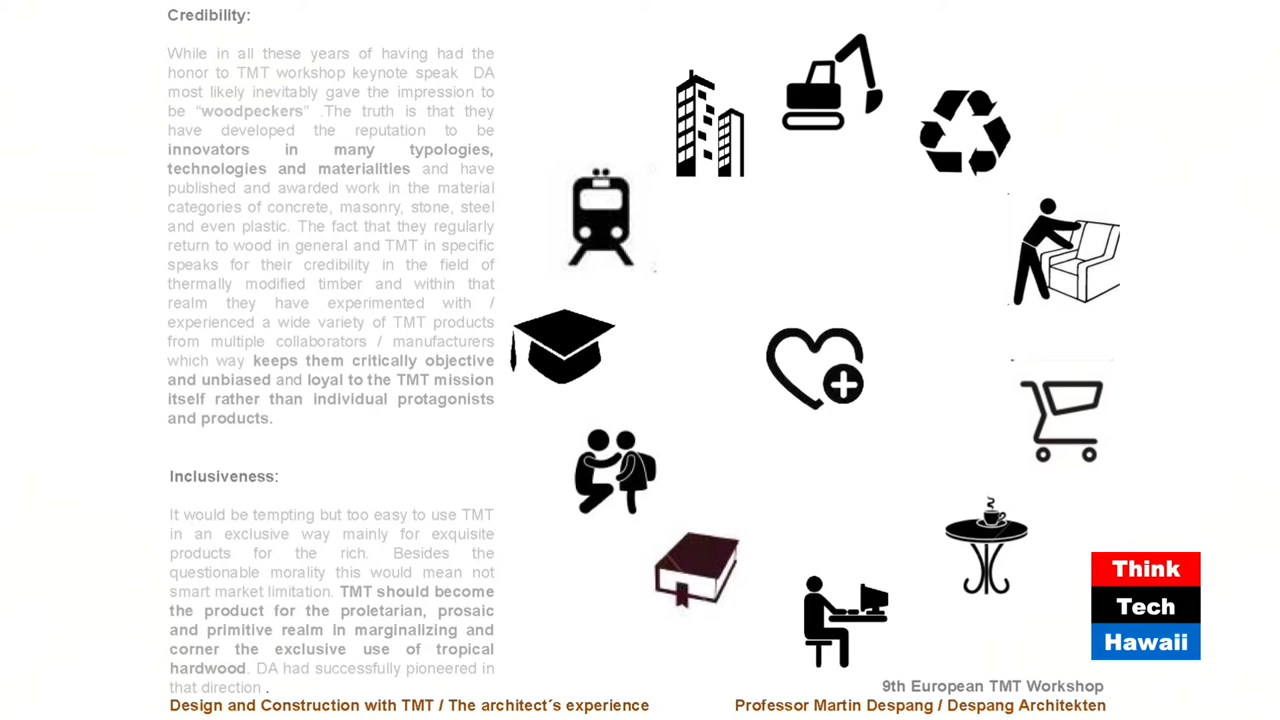 Credibility:
While in all these years of having had the
honor to TMT workshop keynote speak DA
most likely inevitably gave the impression to
be “woodpeckers” .The truth is that they
have developed the reputation to be
innovators in many typologies,
technologies and materialities and have
published and awarded work in the material
categories of concrete, masonry, stone, steel
and even plastic. The fact that they regularly
return to wood in general and TMT in specific
speaks for their credibility in the field of
thermally modified timber and within that
realm they have experimented with /
experienced a wide variety of TMT products
from multiple collaborators / manufacturers
which way keeps them critically objective
and unbiased and loyal to the TMT mission
itself rather than individual protagonists
and products.
Inclusiveness:
It would be tempting but too easy to use TMT
in an exclusive way mainly for exquisite
products for the rich. Besides the
questionable morality this would mean not
smart market limitation. TMT should become
the product for the proletarian, prosaic
and primitive realm in marginalizing and
corner the exclusive use of tropical
hardwood. DA had successfully pioneered in
that direction .
Think
Tech
Hawaii
9th European TMT Workshop
Design and Construction with TMT / The architect´s experience
Professor Martin Despang / Despang Architekten